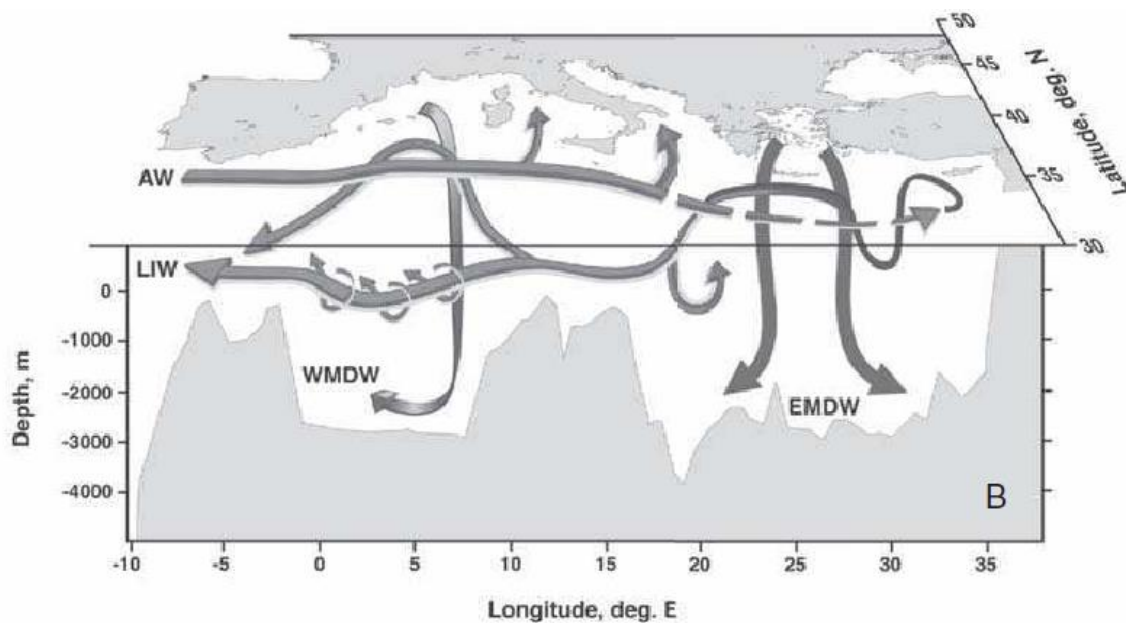 50
45
40
35
30
Latitude, deg. N
AW
LIW
0
-1000
-2000
-3000
-4000
Depth, m
WMDW
EMDW
B
-10 -5 0 5 10 15 20 25 30 35
Longitude, deg. E